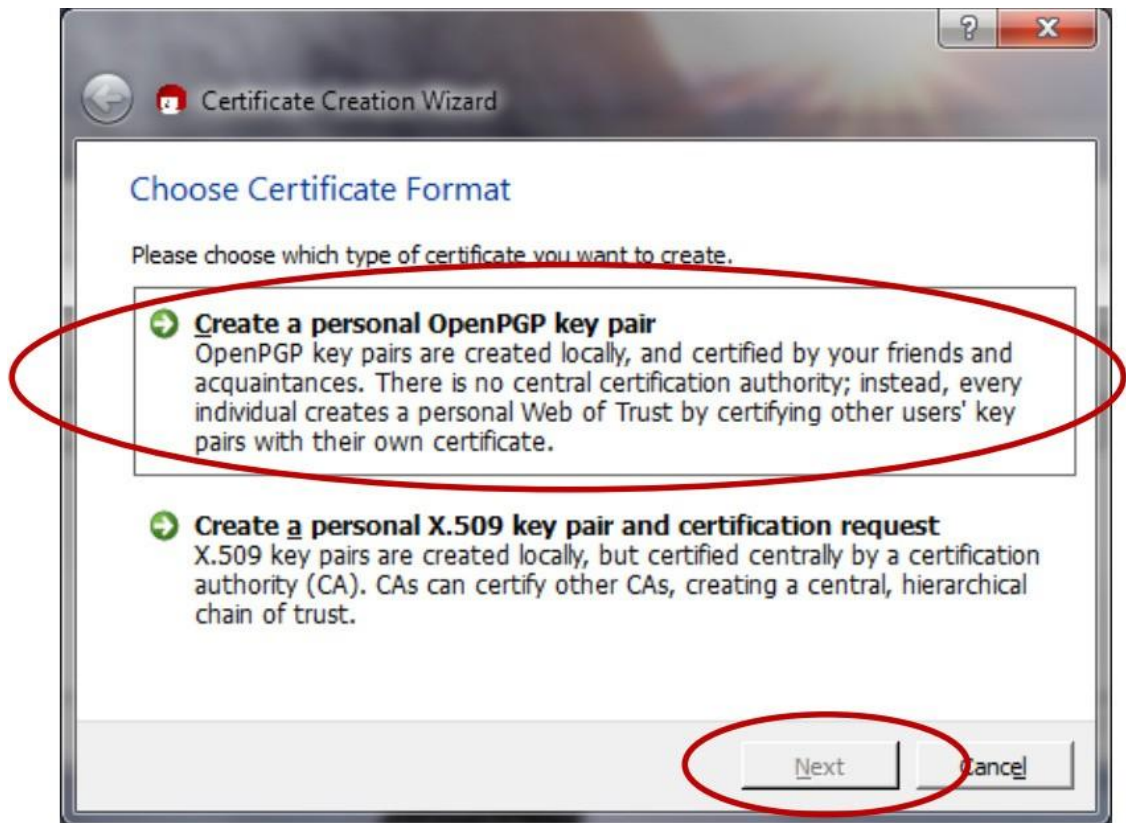 ?
x
Certificate Creation Wizard
Choose Certificate Format
Please choose which type of certificate you want to create.
Create a personal OpenPGP key pair
OpenPGP key pairs are created locally, and certified by your friends and
acquaintances. There is no central certification authority; instead, every
individual creates a personal Web of Trust by certifying other users' key
pairs with their own certificate.
Create a personal X.509 key pair and certification request
X.509 key pairs are created locally, but certified centrally by a certification
authority (CA). CAs can certify other CAs, creating a central, hierarchical
chain of trust.
Next
Cancel